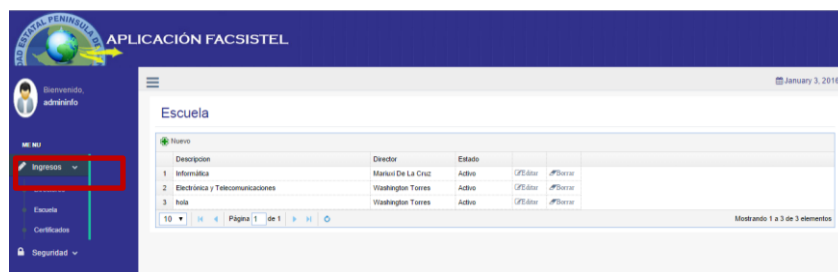 APLICACIÓN FACSISTEL
Bienvenido,
admininfo
January 3, 2016
Escuela
MENU
Ingresos
Escuela
Certificados
Seguridad
Nuevo
Descripcion Director Estado
1 Informática Mariuxi De La Cruz Activo Editar Borrar
2 Electrónica y Telecomunicaciones Washington Torres Activo Editar Borrar
3 hola Washington Torres Activo Editar Borrar
10 Página 1 de 1 Mostrando 1 a 3 de 3 elementos